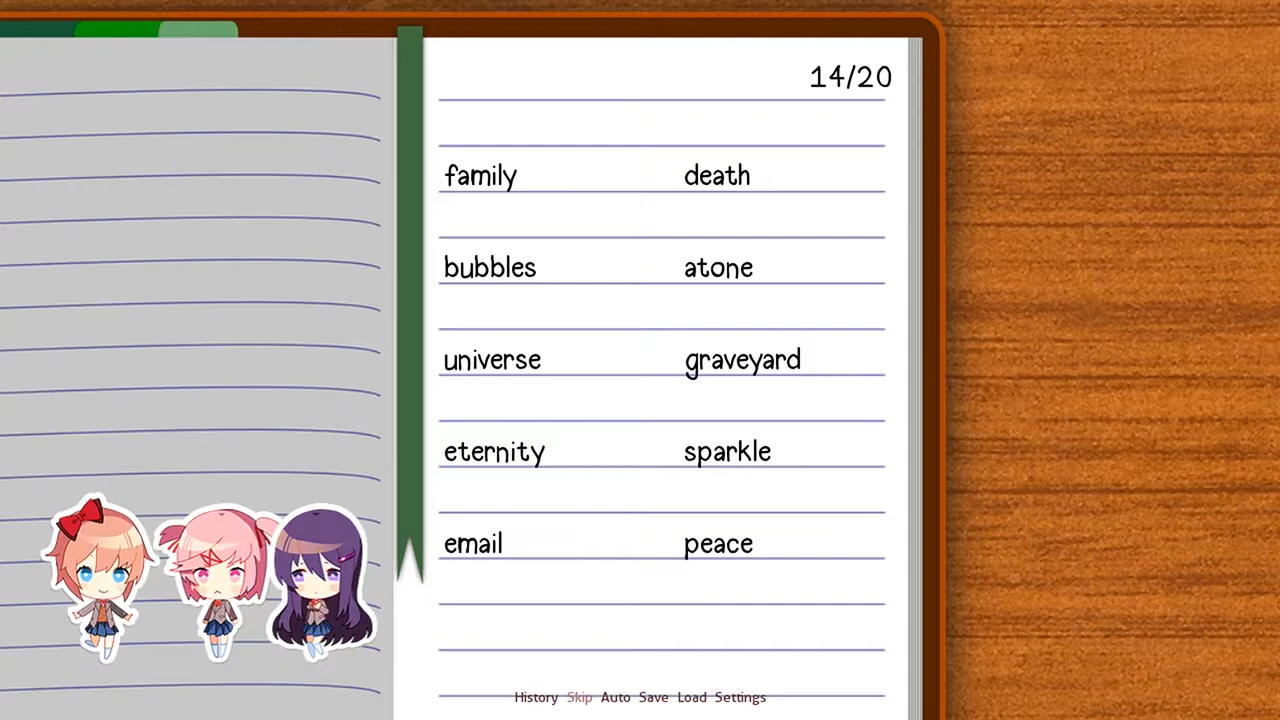 14/20
family death
bubbles atone
universe graveyard
eternity sparkle
email peace
History Skip Auto Save Load Settings